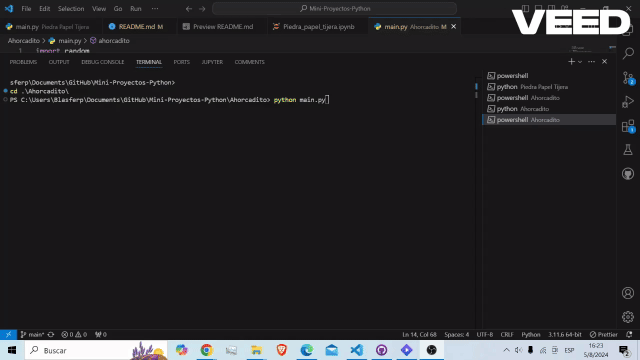 File Edit Selection View Go Run ···
Mini-Proyectos-Python
VEED
main.py Piedra Papel Tijera
README.md M
Preview README.md
Piedra_papel_tijera.ipynb
main.py Ahorcadito M
Ahorcadito > main.py > ahorcadito
1 import random
PROBLEMS OUTPUT DEBUG CONSOLE TERMINAL PORTS JUPYTER COMMENTS
sferp\Documents\GitHub\Mini-Proyectos-Python>
cd .\Ahorcadito\
PS C:\Users\Blesferp\Documents\GitHub\Mini-Proyectos-Python\Ahorcadito> python main.py
powershell
python Piedra Papel Tijera
powershell Ahorcadito
python Ahorcadito
powershell Ahorcadito
main* 0 0 0 Ln 14, Col 68 Spaces: 4 UTF-8 CRLF Python 3.11.6 64-bit Prettier
Buscar
ESP
16:23
5/8/2024